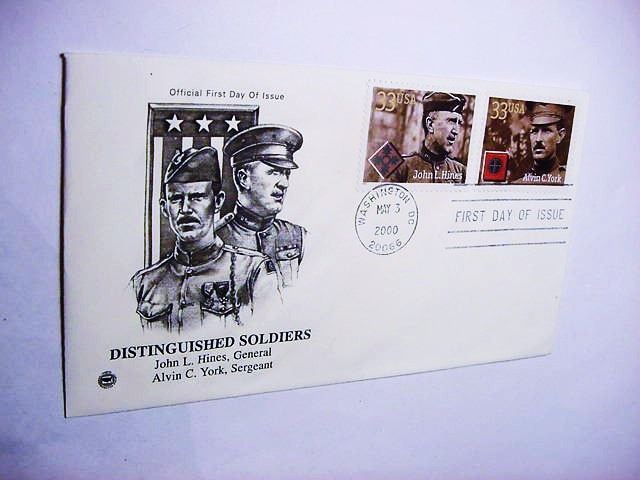 Official First Day Of Issue
33USA
John L. Hines
33USA
Alvin C. York
WASHINGTON DC
MAY 3
2000
20066
FIRST DAY OF ISSUE
DISTINGUISHED SOLDIERS
John L. Hines, General
Alvin C. York, Sergeant